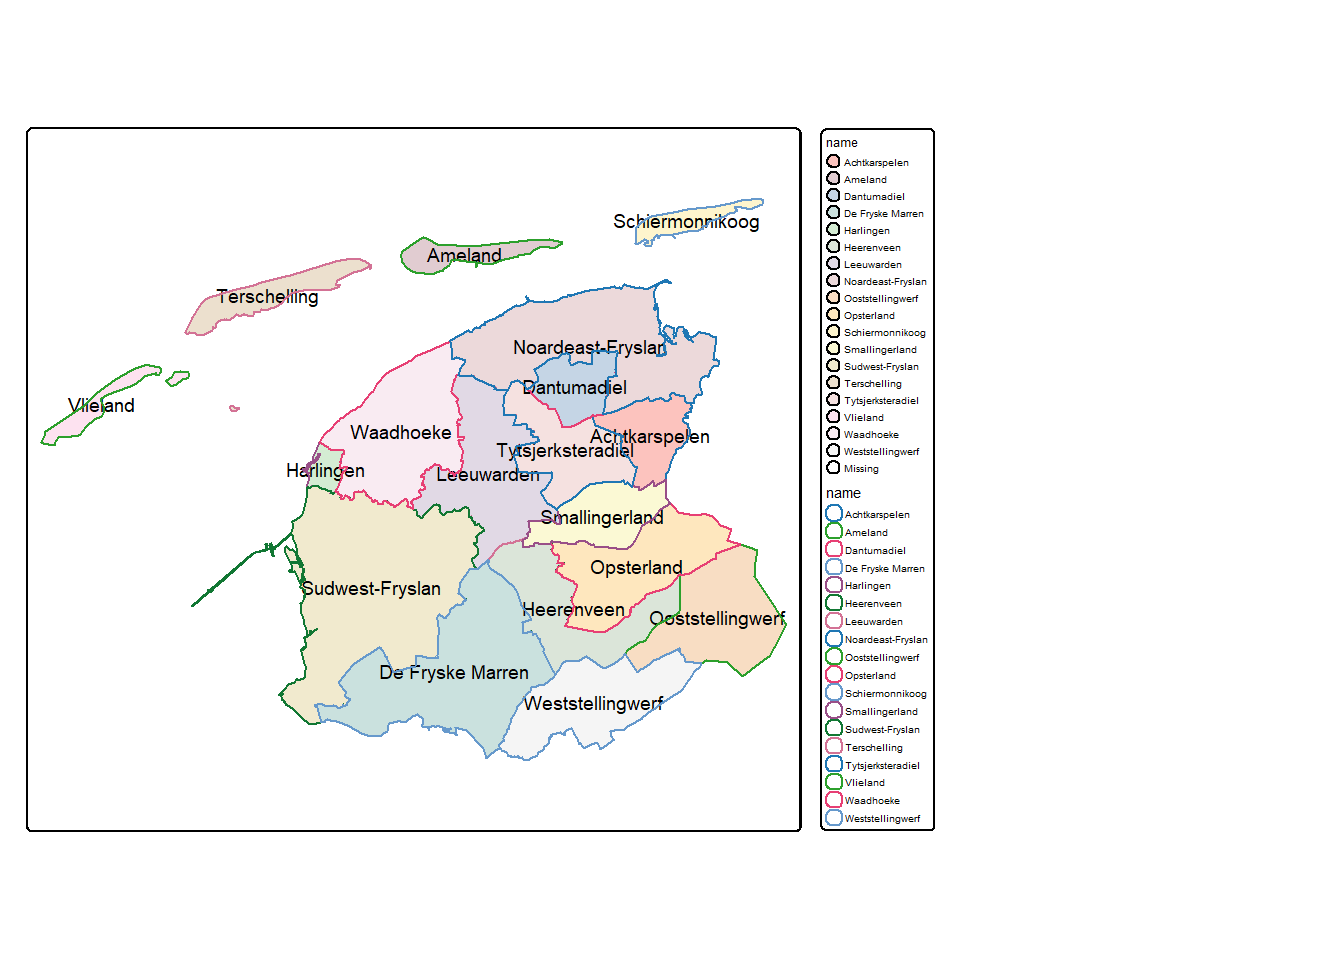 Schiermonnikoog
Ameland
Terschelling
Noardeast-Fryslan
Dantumadiel
Vlieland
Waadhoeke
Achtkarspelen
Tytsjerksteradiel
Harlingen
Leeuwarden
Smallingerland
Opsterland
Sudwest-Fryslan
Heerenveen
Ooststellingwerf
De Fryske Marren
Weststellingwerf
name
Achtkarspelen
Ameland
Dantumadiel
De Fryske Marren
Harlingen
Heerenveen
Leeuwarden
Noardeast-Fryslan
Ooststellingwerf
Opsterland
Schiermonnikoog
Smallingerland
Sudwest-Fryslan
Terschelling
Tytsjerksteradiel
Vlieland
Waadhoeke
Weststellingwerf
Missing
name
Achtkarspelen
Ameland
Dantumadiel
De Fryske Marren
Harlingen
Heerenveen
Leeuwarden
Noardeast-Fryslan
Ooststellingwerf
Opsterland
Schiermonnikoog
Smallingerland
Sudwest-Fryslan
Terschelling
Tytsjerksteradiel
Vlieland
Waadhoeke
Weststellingwerf